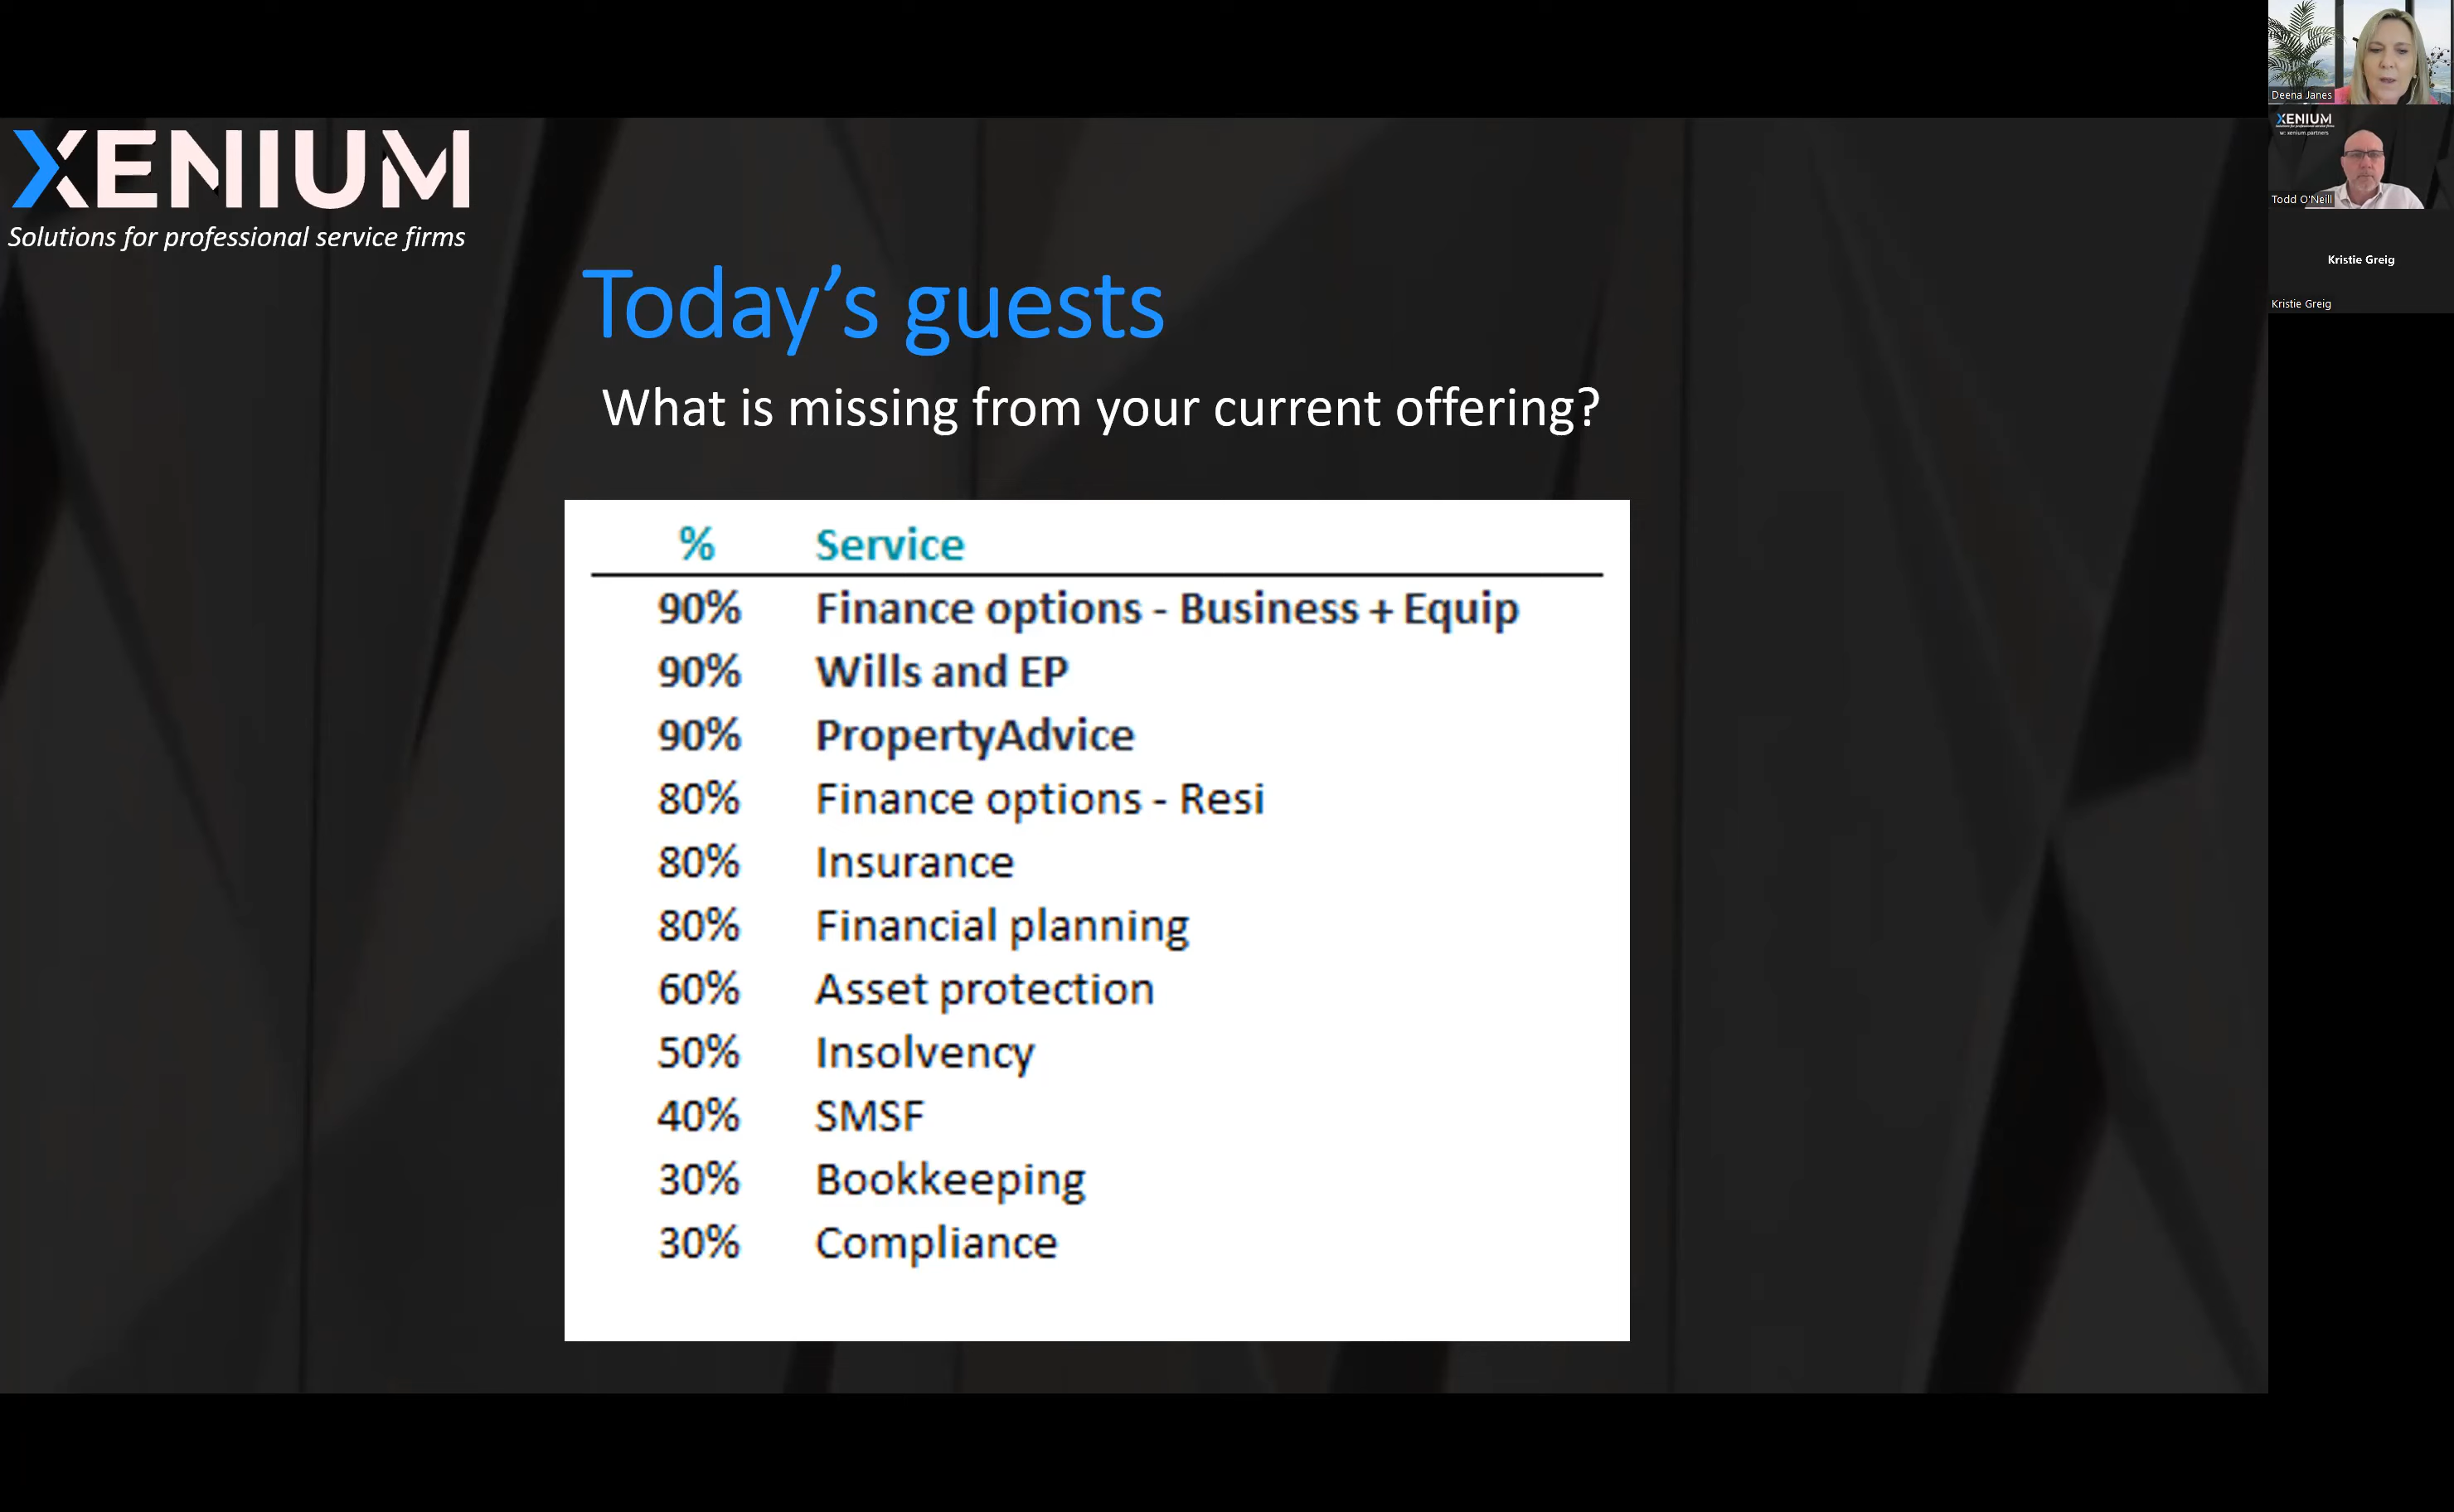 XENIUM
Solutions for professional service firms
Today’s guests
What is missing from your current offering?
% Service
90% Finance options - Business + Equip
90% Wills and EP
90% PropertyAdvice
80% Finance options - Resi
80% Insurance
80% Financial planning
60% Asset protection
50% Insolvency
40% SMSF
30% Bookkeeping
30% Compliance
Deena Janes
XENIUM
w: xenium.partners
Todd O'Neill
Kristie Greig
Kristie Greig